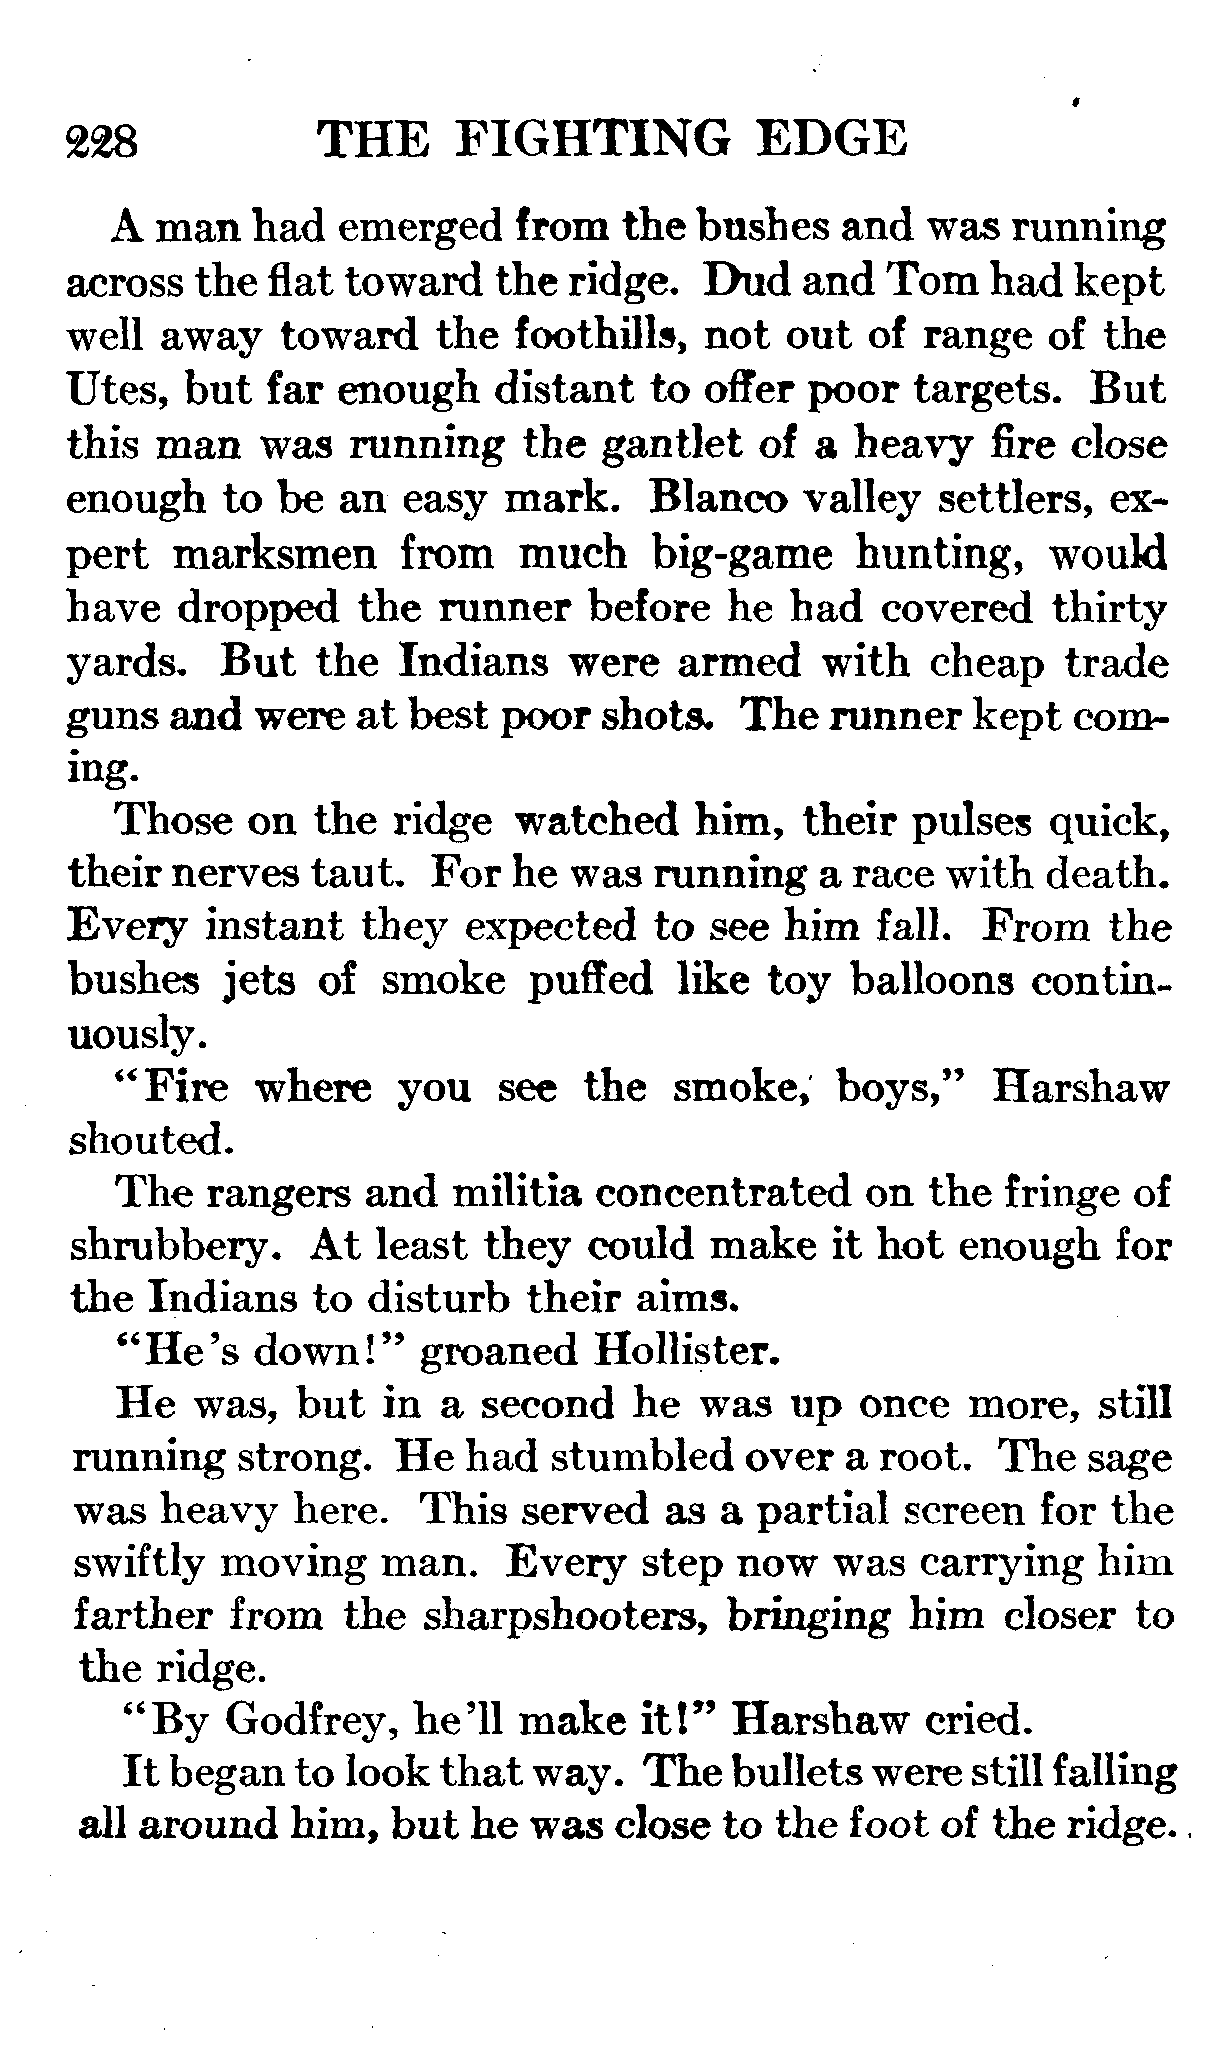 228 THE FIGHTING EDGE
A man had emerged from the bushes and was running
across the flat toward the ridge. Dud and Tom had kept
well away toward the foothills, not out of range of the
Utes, but far enough distant to offer poor targets. But
this man was running the gantlet of a heavy fire close
enough to be an easy mark. Blanco valley settlers, ex-
pert marksmen from much big-game hunting, would
have dropped the runner before he had covered thirty
yards. But the Indians were armed with cheap trade
guns and were at best poor shots. The runner kept com-
ing.
Those on the ridge watched him, their pulses quick,
their nerves taut. For he was running a race with death.
Every instant they expected to see him fall. From the
bushes jets of smoke puffed like toy balloons contin-
uously.
“Fire where you see the smoke, boys,” Harshaw
shouted.
The rangers and militia concentrated on the fringe of
shrubbery. At least they could make it hot enough for
the Indians to disturb their aims.
“He’s down!” groaned Hollister.
He was, but in a second he was up once more, still
running strong. He had stumbled over a root. The sage
was heavy here. This served as a partial screen for the
swiftly moving man. Every step now was carrying him
farther from the sharpshooters, bringing him closer to
the ridge.
“By Godfrey, he’ll make it!” Harshaw cried.
It began to look that way. The bullets were still falling
all around him, but he was close to the foot of the ridge.